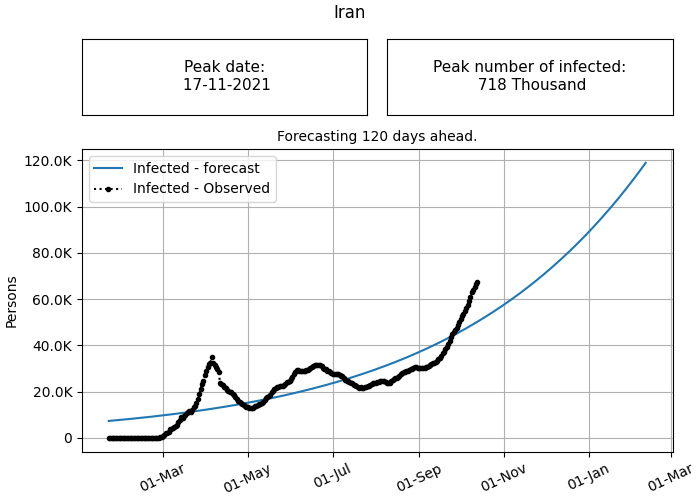 Iran
Peak date:
17-11-2021
Peak number of infected:
718 Thousand
Forecasting 120 days ahead.
Infected - forecast
Infected - Observed
Persons
120.0K
100.0K
80.0K
60.0K
40.0K
20.0K
0
01-Mar
01-May
01-Jul
01-Sep
01-Nov
01-Jan
01-Mar